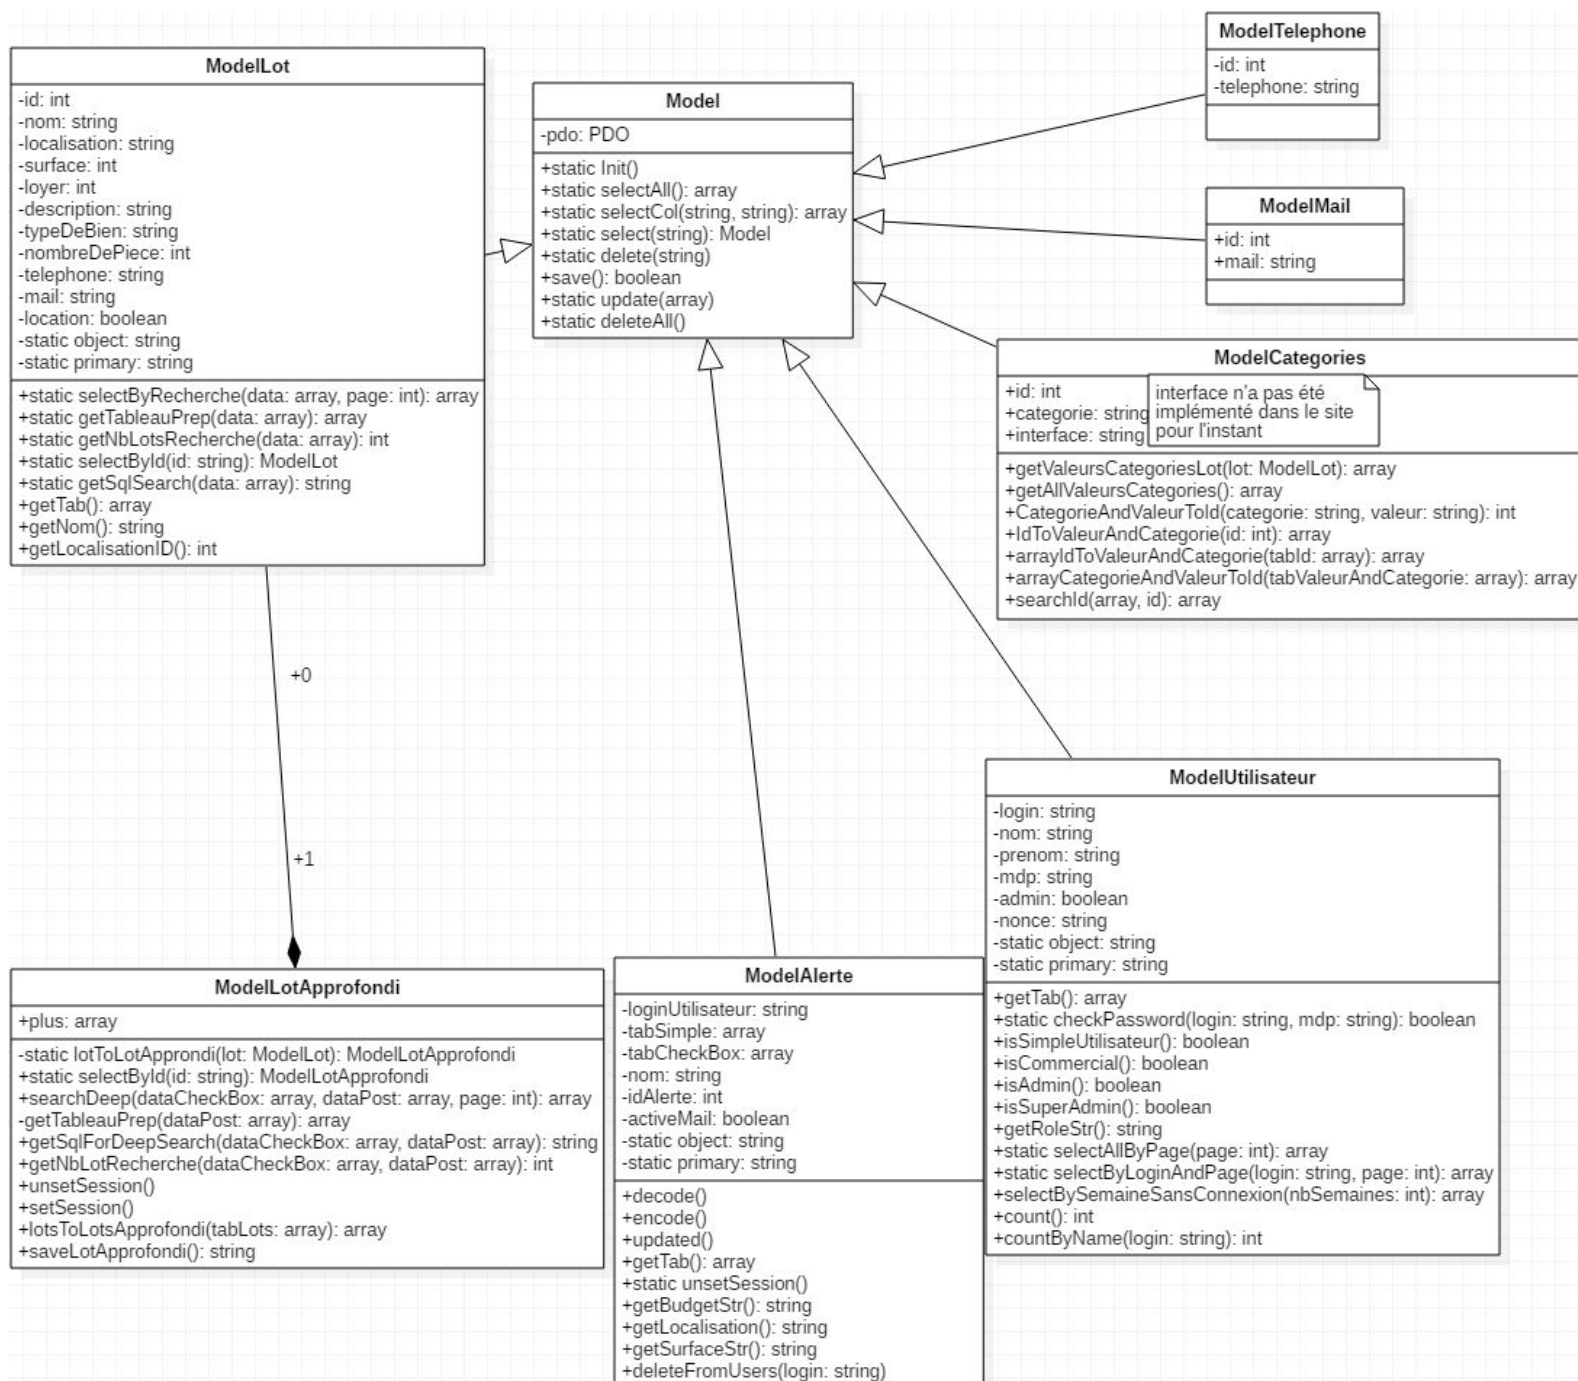 ModelLot
-id: int
-nom: string
-localisation: string
-surface: int
-loyer: int
-description: string
-typeDeBien: string
-nombreDePiece: int
-telephone: string
-mail: string
-location: boolean
-static object: string
-static primary: string
+static selectByRecherche(data: array, page: int): array
+static getTableauPrep(data: array): array
+static getNbLotsRecherche(data: array): int
+static selectById(id: string): ModelLot
+static getSqlSearch(data: array): string
+getTab(): array
+getNom(): string
+getLocalisationID(): int
Model
-pdo: PDO
+static Init()
+static selectAll(): array
+static selectCol(string, string): array
+static select(string): Model
+static delete(string)
+save(): boolean
+static update(array)
+static deleteAll()
ModelTelephone
-id: int
-telephone: string
ModelMail
+id: int
+mail: string
ModelCategories
+id: int
+categorie: string
+interface: string
interface n'a pas été
implémenté dans le site
pour l'instant
+getValeursCategoriesLot(lot: ModelLot): array
+getAllValeursCategories(): array
+CategorieAndValeurToId(categorie: string, valeur: string): int
+IdToValeurAndCategorie(id: int): array
+arrayIdToValeurAndCategorie(tabId: array): array
+arrayCategorieAndValeurToId(tabValeurAndCategorie: array): array
+searchId(array, id): array
+0
+1
ModelLotApprofondi
+plus: array
-static lotToLotApprondi(lot: ModelLot): ModelLotApprofondi
+static selectById(id: string): ModelLotApprofondi
+searchDeep(dataCheckBox: array, dataPost: array, page: int): array
-getTableauPrep(dataPost: array): array
+getSqlForDeepSearch(dataCheckBox: array, dataPost: array): string
+getNbLotRecherche(dataCheckBox: array, dataPost: array): int
+unsetSession()
+setSession()
+lotsToLotsApprofondi(tabLots: array): array
+saveLotApprofondi(): string
ModelAlerte
-loginUtilisateur: string
-tabSimple: array
-tabCheckBox: array
-nom: string
-idAlerte: int
-activeMail: boolean
-static object: string
-static primary: string
+decode()
+encode()
+updated()
+getTab(): array
+static unsetSession()
+getBudgetStr(): string
+getLocalisation(): string
+getSurfaceStr(): string
+deleteFromUsers(login: string)
ModelUtilisateur
-login: string
-nom: string
-prenom: string
-mdp: string
-admin: boolean
-nonce: string
-static object: string
-static primary: string
+getTab(): array
+static checkPassword(login: string, mdp: string): boolean
+isSimpleUtilisateur(): boolean
+isCommercial(): boolean
+isAdmin(): boolean
+isSuperAdmin(): boolean
+getRoleStr(): string
+static selectAllByPage(page: int): array
+static selectByLoginAndPage(login: string, page: int): array
+selectBySemaineSansConnexion(nbSemaines: int): array
+count(): int
+countByName(login: string): int